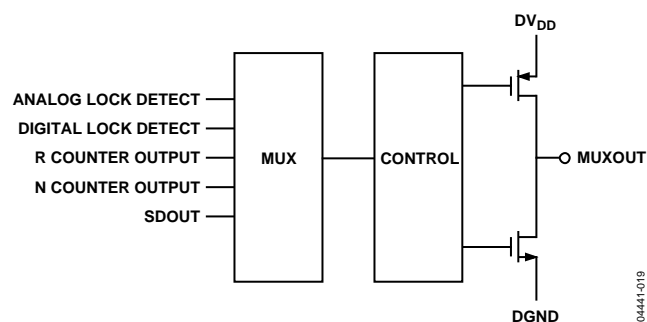 DVDD
ANALOG LOCK DETECT
DIGITAL LOCK DETECT
R COUNTER OUTPUT
N COUNTER OUTPUT
SDOUT
MUX
CONTROL
MUXOUT
DGND
04441-019